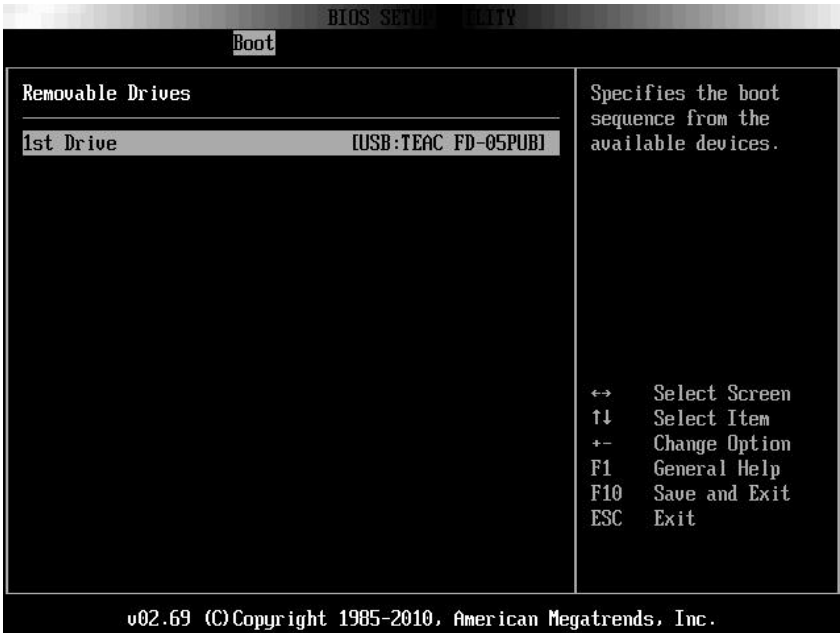 BIOS SETUP UTILITY
Boot
Removable Drives
1st Drive [USB:TEAC FD-05PUB]
Specifies the boot
sequence from the
available devices.
←→ Select Screen
↑↓ Select Item
+- Change Option
F1 General Help
F10 Save and Exit
ESC Exit
v02.69 (C)Copyright 1985-2010, American Megatrends, Inc.